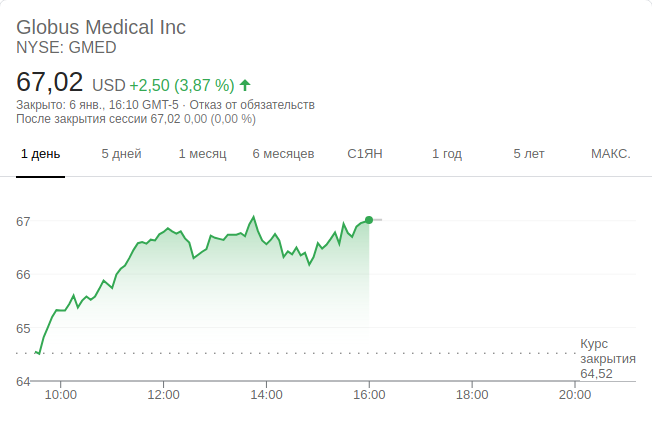 Globus Medical Inc
NYSE: GMED
67,02 USD +2,50 (3,87 %)
Закрыто: 6 янв., 16:10 GMT-5 · Отказ от обязательств
После закрытия сессии 67,02 0,00 (0,00 %)
1 день 5 дней 1 месяц 6 месяцев С1ЯН 1 год 5 лет МАКС.
67
66
65
64
Курс
закрытия
64,52
10:00 12:00 14:00 16:00 18:00 20:00